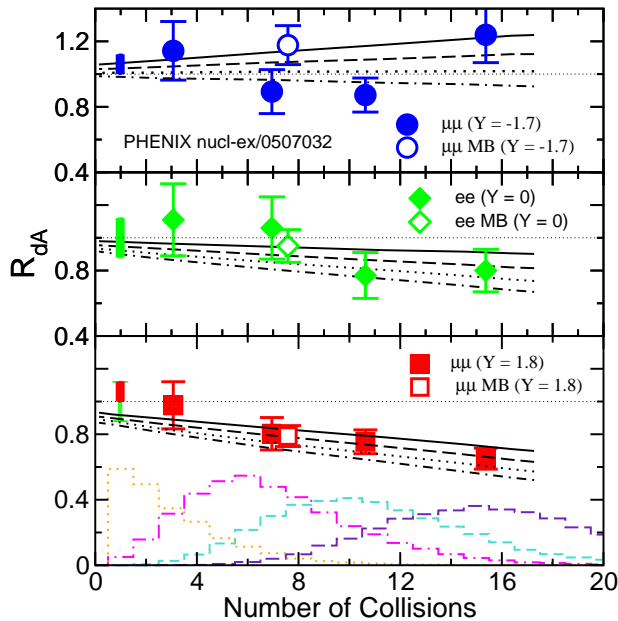 1.2
0.8
0.4
μμ (Y = -1.7)
μμ MB (Y = -1.7)
PHENIX nucl-ex/0507032
R_dA
0.8
0.4
ee (Y = 0)
ee MB (Y = 0)
0.8
0.4
0
μμ (Y = 1.8)
μμ MB (Y = 1.8)
0 4 8 12 16 20
Number of Collisions